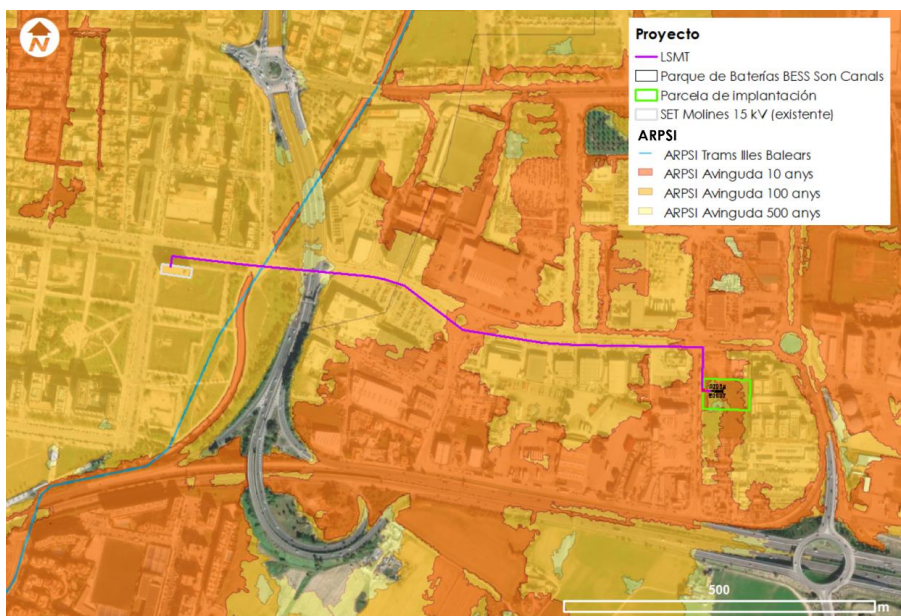 N
Proyecto
LSMT
Parque de Baterías BESS Son Canals
Parcela de implantación
SET Molines 15 kV (existente)
ARPSI
ARPSI Trams Illes Balears
ARPSI Avinguda 10 anys
ARPSI Avinguda 100 anys
ARPSI Avinguda 500 anys
500
m